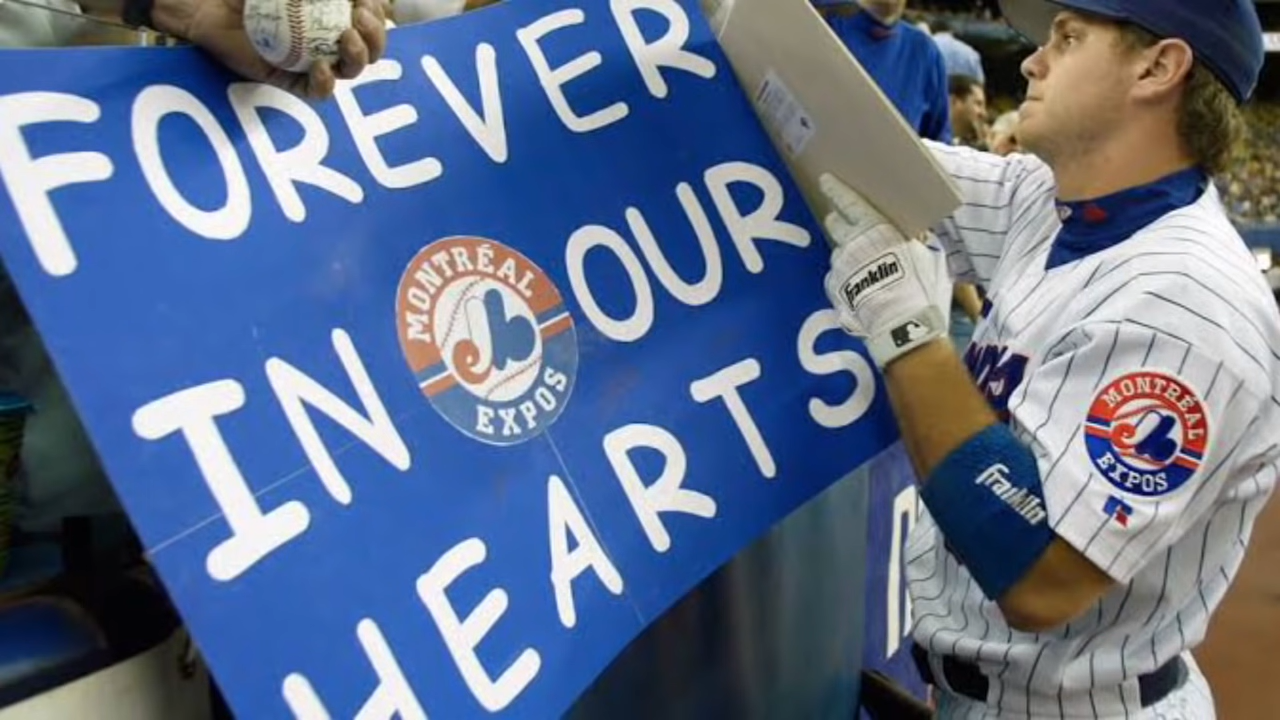 FOREVER
IN OUR
HEARTS
MONTRÉAL
EXPOS
Franklin
Franklin
MONTRÉAL
EXPOS